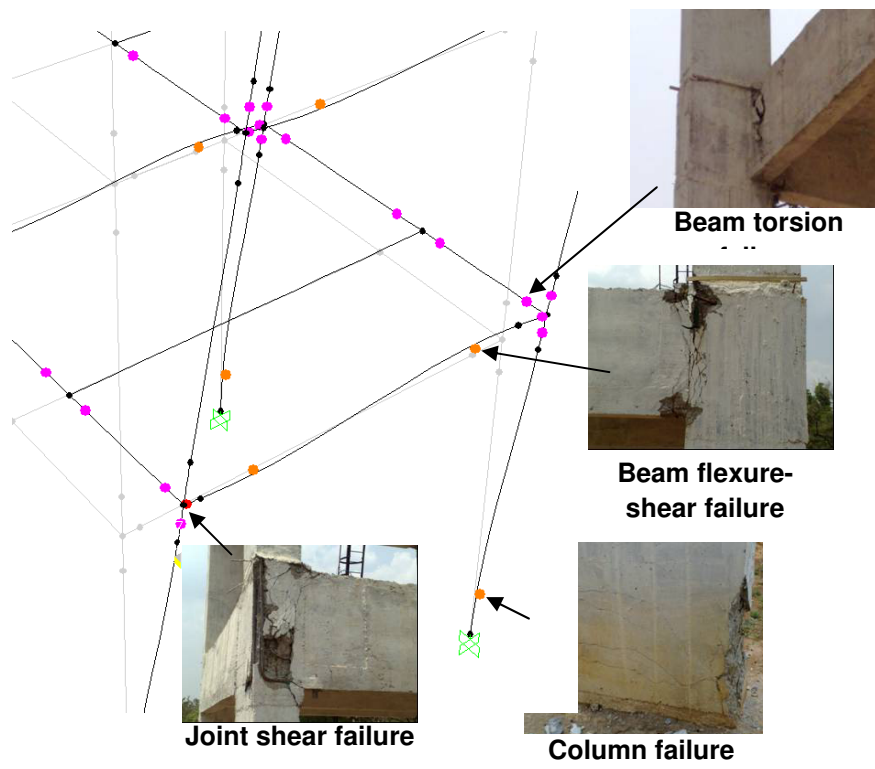 Beam torsion
Beam flexure-
shear failure
Joint shear failure
Column failure